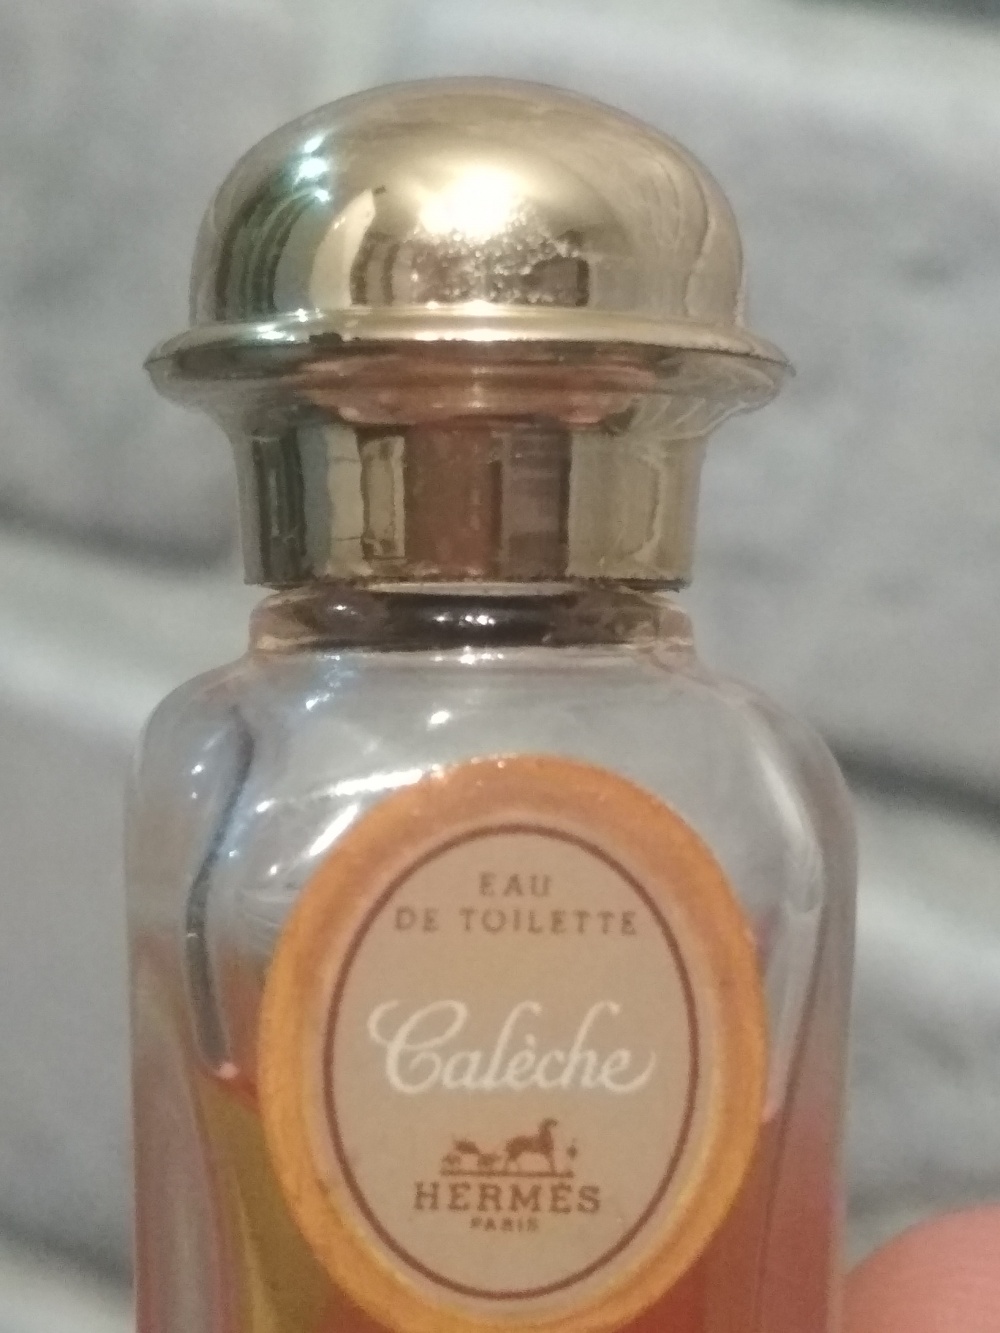 EAU
DE TOILETTE
Calèche
HERMÈS
PARIS